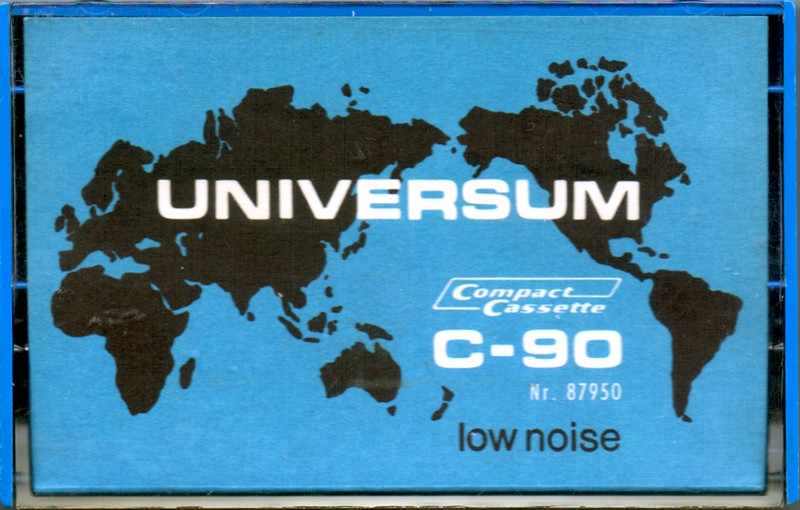 UNIVERSUM
Compact
Cassette
C-90
Nr. 87950
low noise